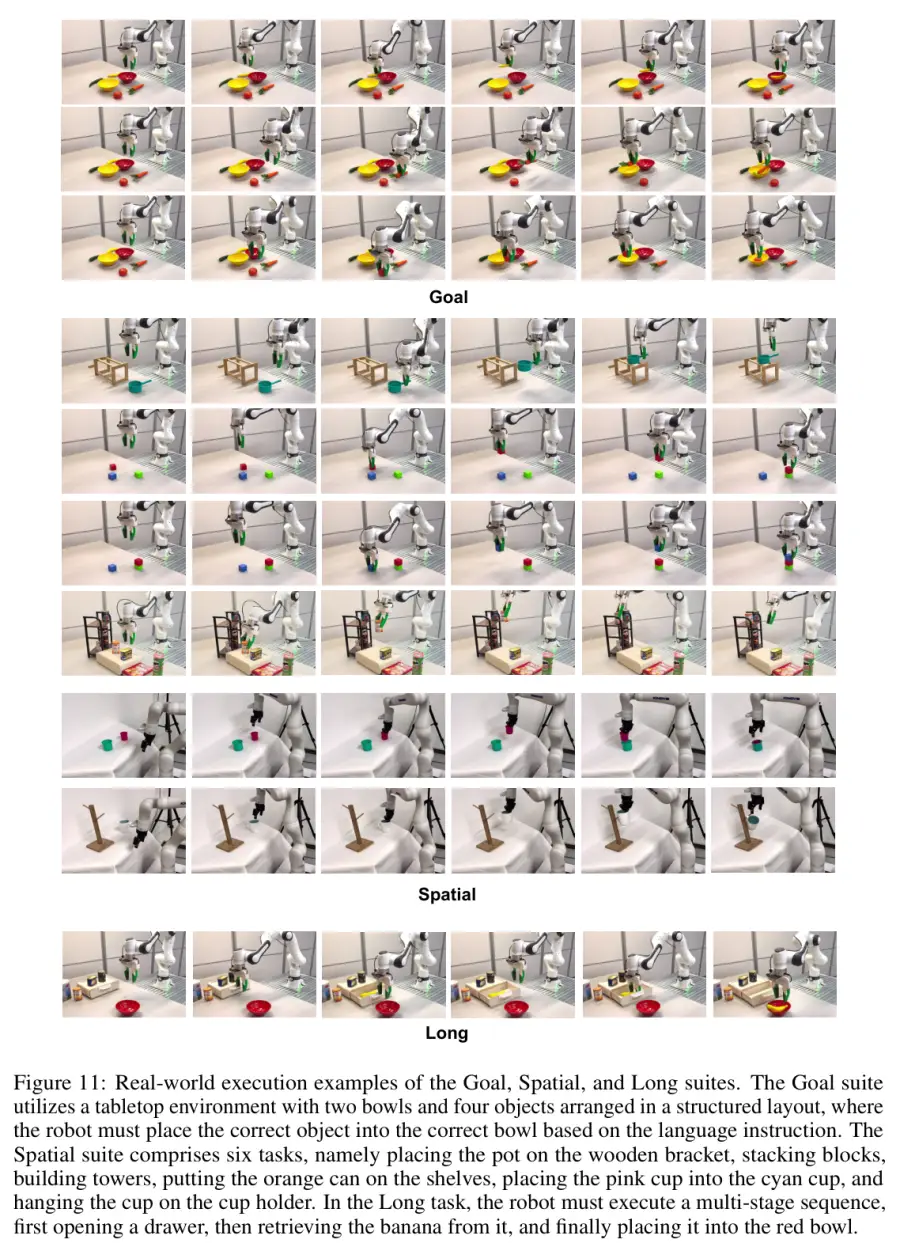 Goal
Spatial
Long
Figure 11: Real-world execution examples of the Goal, Spatial, and Long suites. The Goal suite
utilizes a tabletop environment with two bowls and four objects arranged in a structured layout, where
the robot must place the correct object into the correct bowl based on the language instruction. The
Spatial suite comprises six tasks, namely placing the pot on the wooden bracket, stacking blocks,
building towers, putting the orange can on the shelves, placing the pink cup into the cyan cup, and
hanging the cup on the cup holder. In the Long task, the robot must execute a multi-stage sequence,
first opening a drawer, then retrieving the banana from it, and finally placing it into the red bowl.